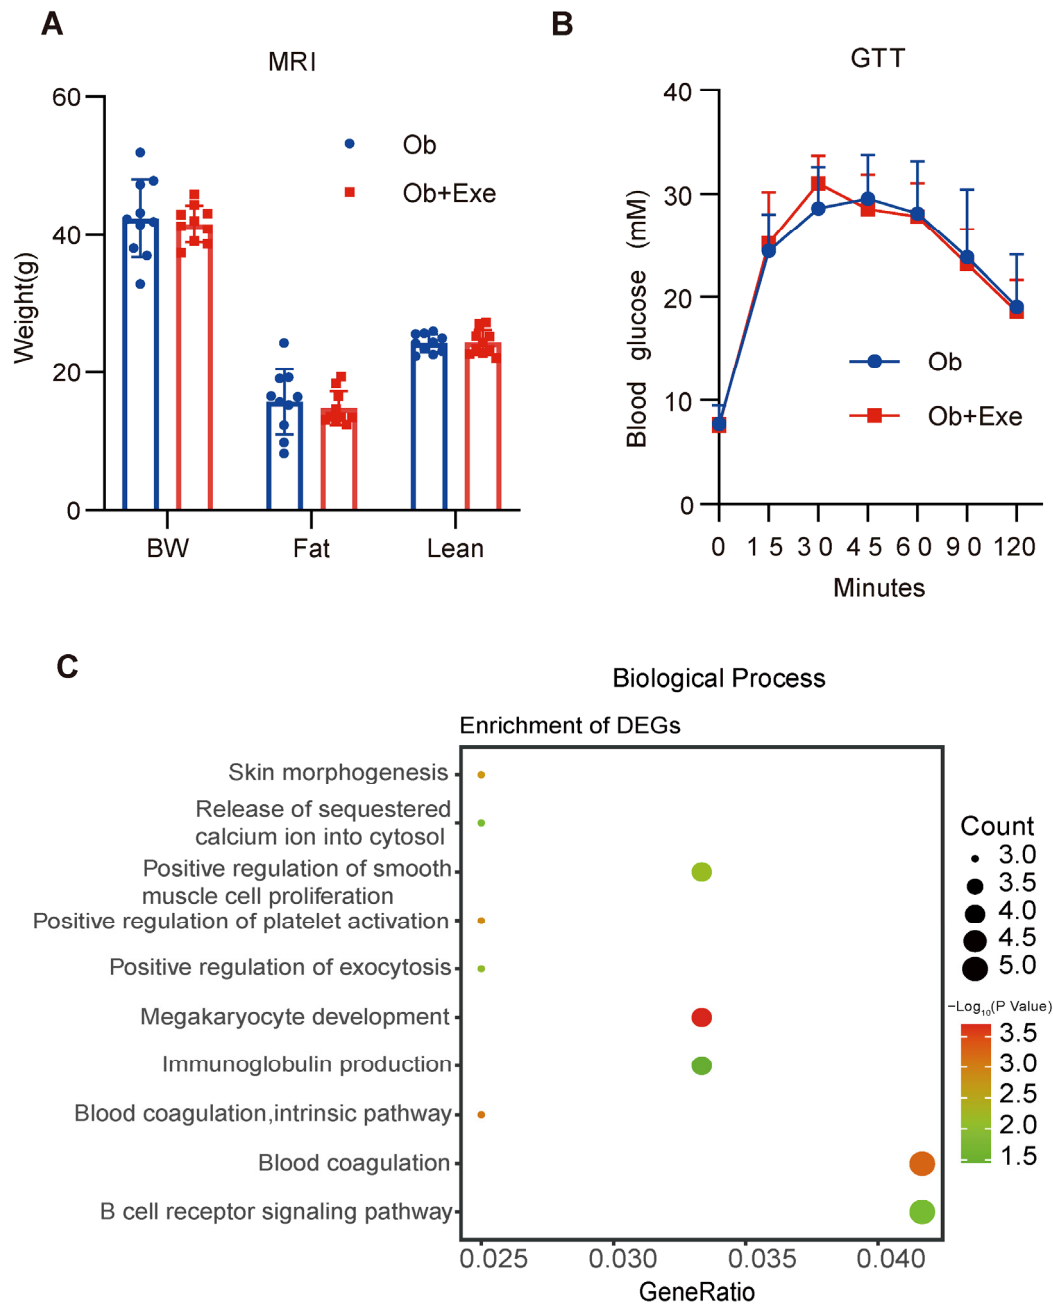 A
MRI
60
40
20
0
Weight(g)
Ob
Ob+Exe
BW
Fat
Lean
B
GTT
40
30
20
10
0
Blood glucose (mM)
Ob
Ob+Exe
0 15 30 45 60 90 120
Minutes
C
Biological Process
Enrichment of DEGs
Skin morphogenesis
Release of sequestered
calcium ion into cytosol
Positive regulation of smooth
muscle cell proliferation
Positive regulation of platelet activation
Positive regulation of exocytosis
Megakaryocyte development
Immunoglobulin production
Blood coagulation,intrinsic pathway
Blood coagulation
B cell receptor signaling pathway
0.025
0.030
0.035
0.040
GeneRatio
Count
3.0
3.5
4.0
4.5
5.0
−Log10(P Value)
3.5
3.0
2.5
2.0
1.5